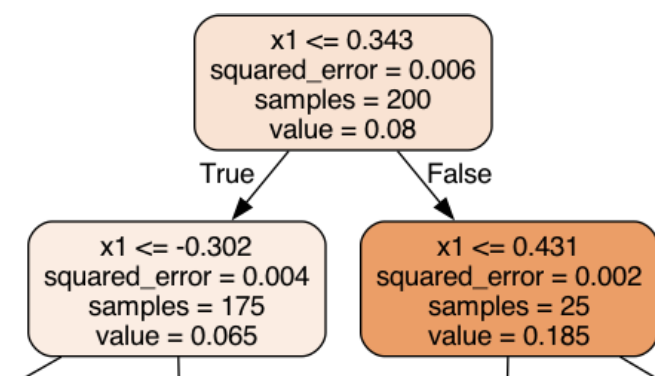 x1 <= 0.343
squared_error = 0.006
samples = 200
value = 0.08
True
False
x1 <= -0.302
squared_error = 0.004
samples = 175
value = 0.065
x1 <= 0.431
squared_error = 0.002
samples = 25
value = 0.185